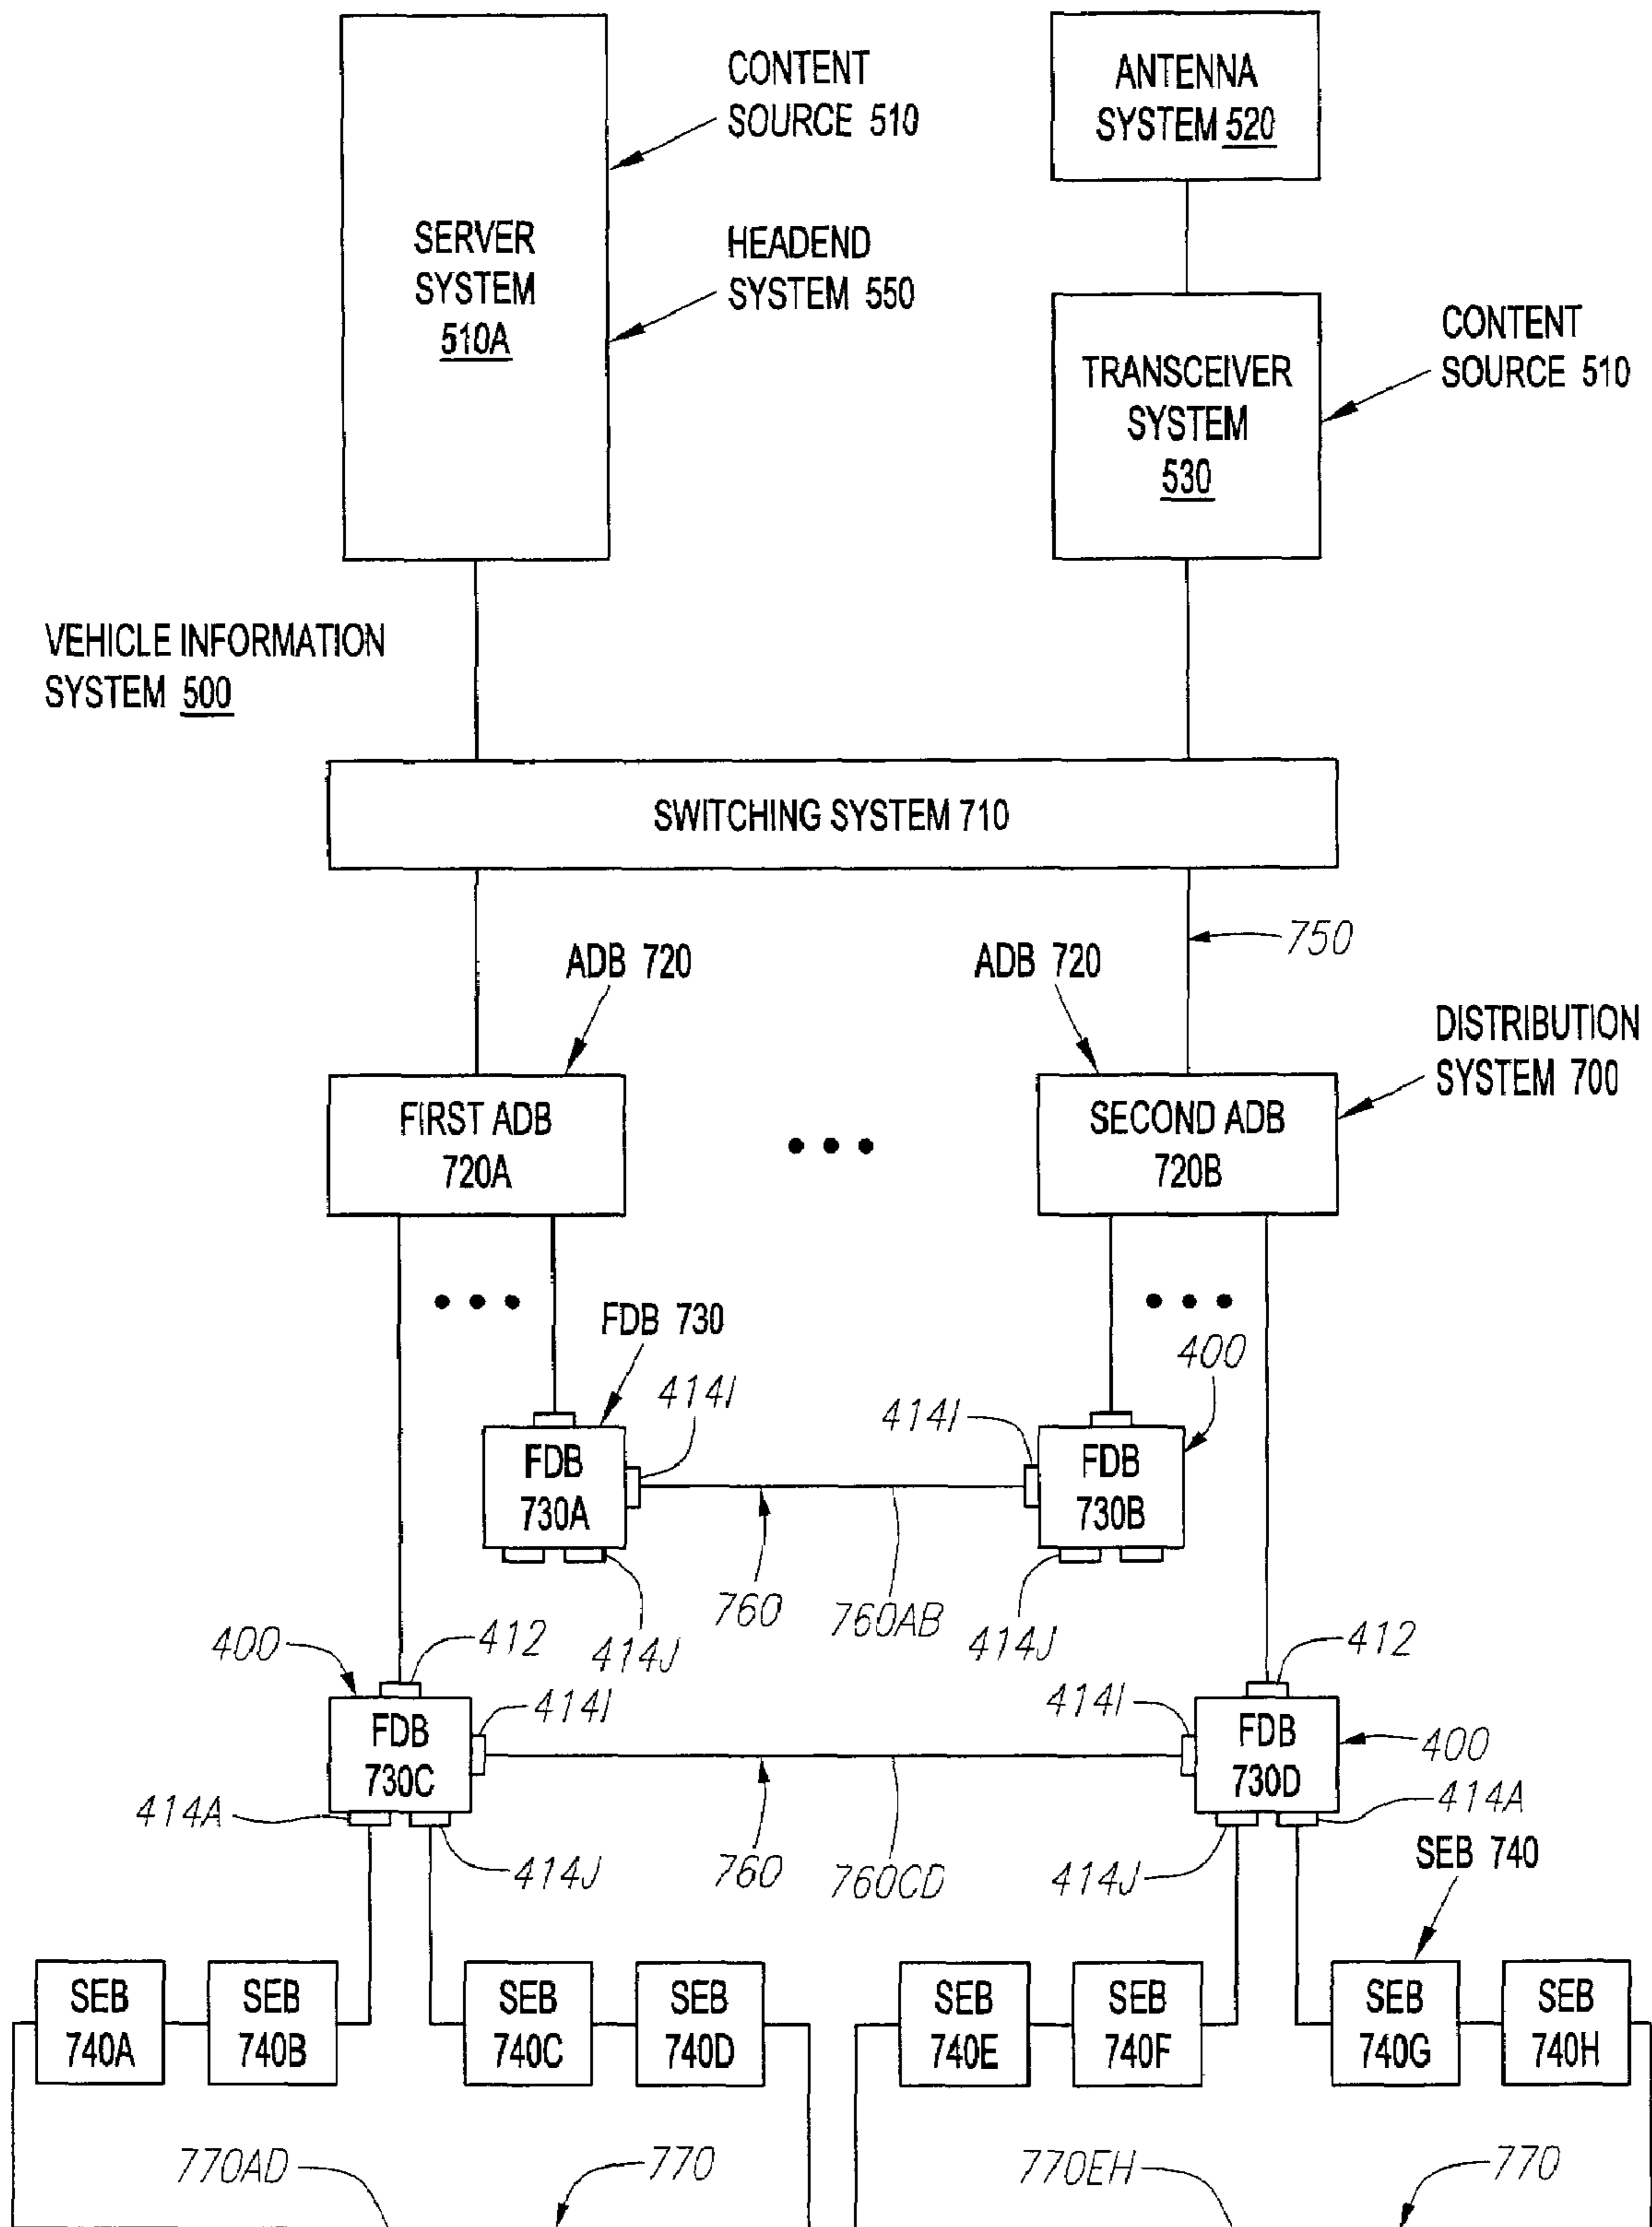 CONTENT
SOURCE 510
ANTENNA
SYSTEM 520
SERVER
SYSTEM
510A
HEADEND
SYSTEM 550
TRANSCEIVER
SYSTEM
530
CONTENT
SOURCE 510
VEHICLE INFORMATION
SYSTEM 500
SWITCHING SYSTEM 710
750
ADB 720
ADB 720
DISTRIBUTION
SYSTEM 700
FIRST ADB
720A
SECOND ADB
720B
FDB 730
400
414I
414I
FDB
730A
FDB
730B
760
760AB
414J
414J
400
412
412
414I
414I
FDB
730C
FDB
730D
400
414A
414A
414J
760
760CD
414J
SEB 740
SEB
740A
SEB
740B
SEB
740C
SEB
740D
SEB
740E
SEB
740F
SEB
740G
SEB
740H
770AD
770
770EH
770